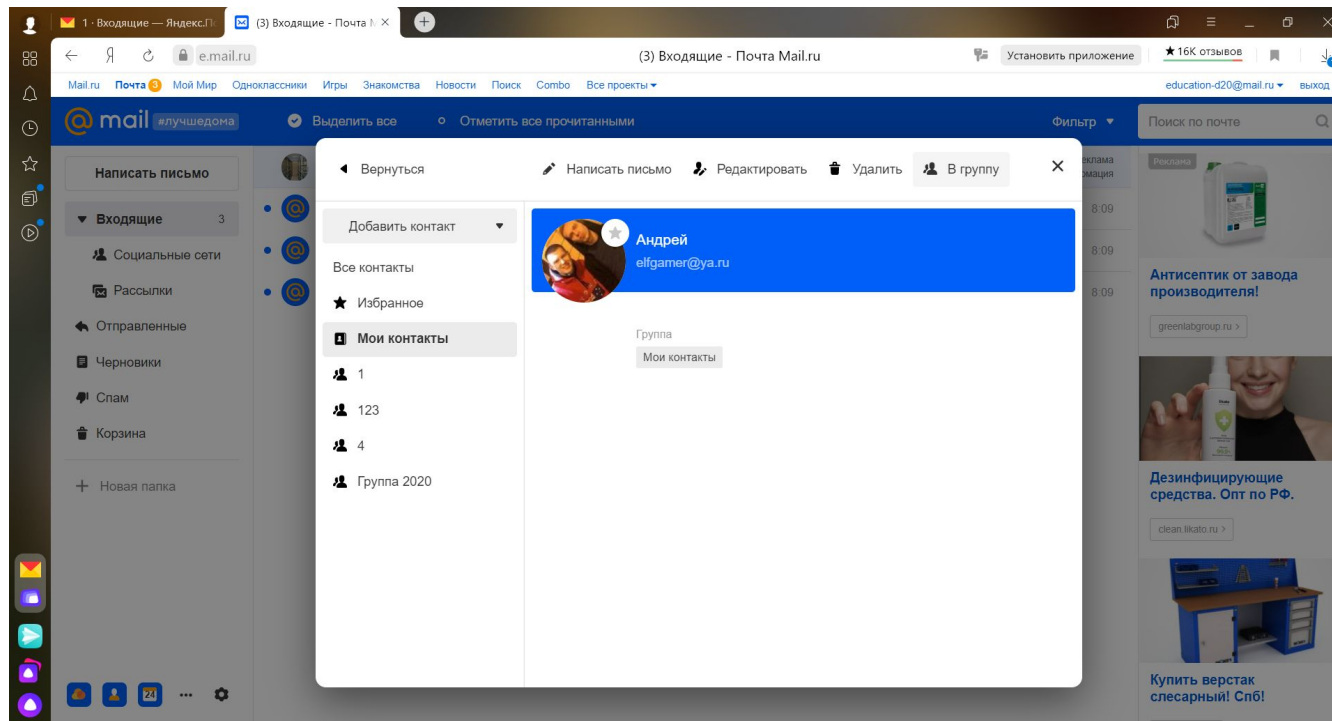 1 · Входящие — Яндекс.П
(3) Входящие - Почта M
e.mail.ru
(3) Входящие - Почта Mail.ru
Установить приложение
★ 16K отзывов
Mail.ru Почта 3 Мой Мир Одноклассники Игры Знакомства Новости Поиск Combo Все проекты
education-d20@mail.ru выход
@mail #лучшедома
Выделить все
Отметить все прочитанными
Фильтр
Поиск по почте
Написать письмо
Входящие 3
Социальные сети
Рассылки
Отправленные
Черновики
Спам
Корзина
+ Новая папка
24
Вернуться
Написать письмо
Редактировать
Удалить
В группу
Добавить контакт
Все контакты
Избранное
Мои контакты
1
123
4
Группа 2020
Андрей
elfgamer@ya.ru
Группа
Мои контакты
8:09
8:09
8:09
Реклама
Антисептик от завода
производителя!
greenlabgroup.ru >
Дезинфицирующие
средства. Опт по РФ.
clean.likato.ru >
Купить верстак
слесарный! Спб!